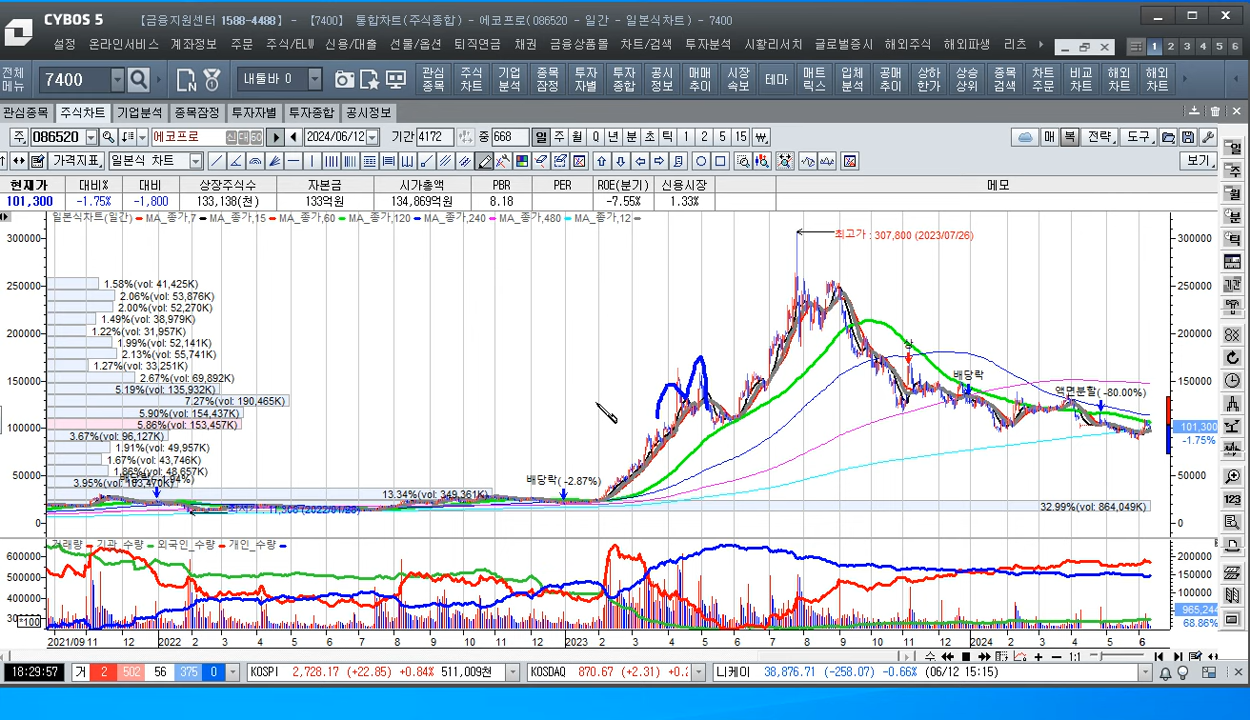 CYBOS 5 【금융지원센터 1588-4488】 - 【7400】 통합차트(주식종합) - 에코프로(086520 - 일간 - 일본식차트) - 7400
설정 온라인서비스 계좌정보 주문 주식/ELW 신용/대출 선물/옵션 퇴직연금 채권 금융상품몰 차트/검색 투자분석 시황리서치 글로벌증시 해외주식 해외파생 리츠 1 2 3 4 5 6
전체메뉴 7400 내툴바 0 관심종목 주식차트 기업분석 종목잠정 투자자별 투자종합 공시정보 매매추이 시장속보 테마 매트릭스 입체분석 공매추이 상하한가 상승상위 종목검색 차트주문 비교차트 해외차트 해외차트
관심종목 주식차트 기업분석 종목잠정 투자자별 투자종합 공시정보
주 086520 에코프로 신 대 60 2024/06/12 기간 4172 중 668 일 주 월 Q 년 분 초 틱 1 2 3 5 15 매 복 전략 도구
가격지표 일본식 차트 보기
현재가 대비% 대비 상장주식수 자본금 시가총액 PBR PER ROE(분기) 신용시장 메모
101,300 -1.75% -1,800 133,138(천) 133억원 134,869억원 8.18 -7.55% 1.33%
일본식차트(일간) MA_종가,7 MA_종가,15 MA_종가,60 MA_종가,120 MA_종가,240 MA_종가,480 MA_종가,12
300000 최고가 : 307,800 (2023/07/26) 300000
250000 250000
1.58%(vol: 41,425K)
2.06%(vol: 53,876K)
2.00%(vol: 52,270K)
1.49%(vol: 38,979K)
1.22%(vol: 31,957K)
200000 200000
1.99%(vol: 52,141K)
2.13%(vol: 55,741K)
1.27%(vol: 33,251K)
2.67%(vol: 69,892K)
배당락
150000 150000
5.19%(vol: 135,932K)
액면분할(-80.00%)
7.27%(vol: 190,465K)
5.90%(vol: 154,437K)
5.86%(vol: 153,457K)
100000 101,300
3.67%(vol: 96,127K)
-1.75%
1.91%(vol: 49,957K)
1.67%(vol: 43,746K)
1.86%(vol: 48,657K)
50000 50000
배당락(-2.87%)
13.34%(vol: 349,361K)
32.99%(vol: 864,049K)
0 0
거래량 기관_수량 외국인_수량 개인_수량
600000 200000
500000 150000
400000 100000
*100 965,244
68.86%
2021/09 11 12 2022 3 4 5 6 7 8 9 10 11 12 2023 2 3 4 5 6 7 8 9 10 11 12 2024 2 3 4 5 6
1:1
18:29:57 거 2 502 56 375 0 KOSPI 2,728.17 (+22.85) +0.84% 511,009천 KOSDAQ 870.67 (+2.31) +0. 니케이 38,876.71 (-258.07) -0.66% (06/12 15:15)